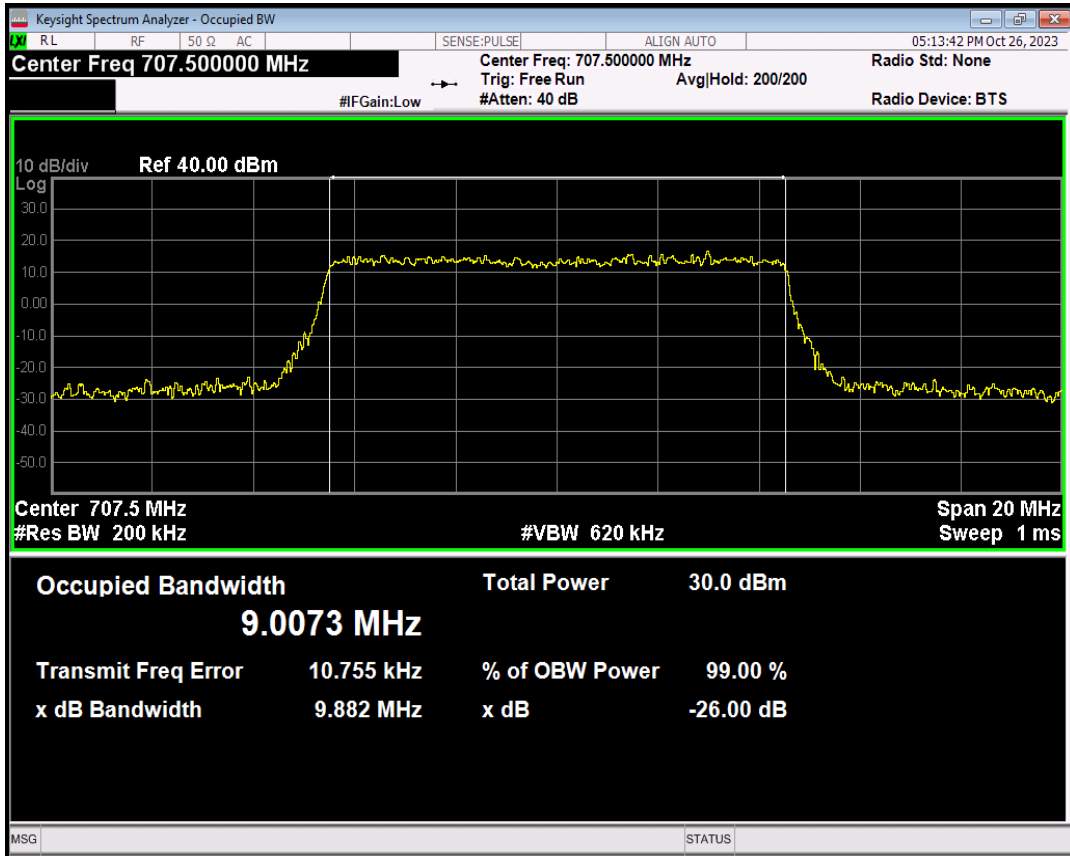 Keysight Spectrum Analyzer - Occupied BW
LXI RL RF 50 Ω AC SENSE:PULSE ALIGN AUTO 05:13:42 PM Oct 26, 2023
Center Freq 707.500000 MHz Center Freq: 707.500000 MHz Radio Std: None
Trig: Free Run Avg|Hold: 200/200
#IFGain:Low #Atten: 40 dB Radio Device: BTS
10 dB/div Ref 40.00 dBm
Log
30.0
20.0
10.0
0.00
-10.0
-20.0
-30.0
-40.0
-50.0
Center 707.5 MHz Span 20 MHz
#Res BW 200 kHz #VBW 620 kHz Sweep 1 ms
Occupied Bandwidth Total Power 30.0 dBm
9.0073 MHz
Transmit Freq Error 10.755 kHz % of OBW Power 99.00 %
x dB Bandwidth 9.882 MHz x dB -26.00 dB
MSG STATUS